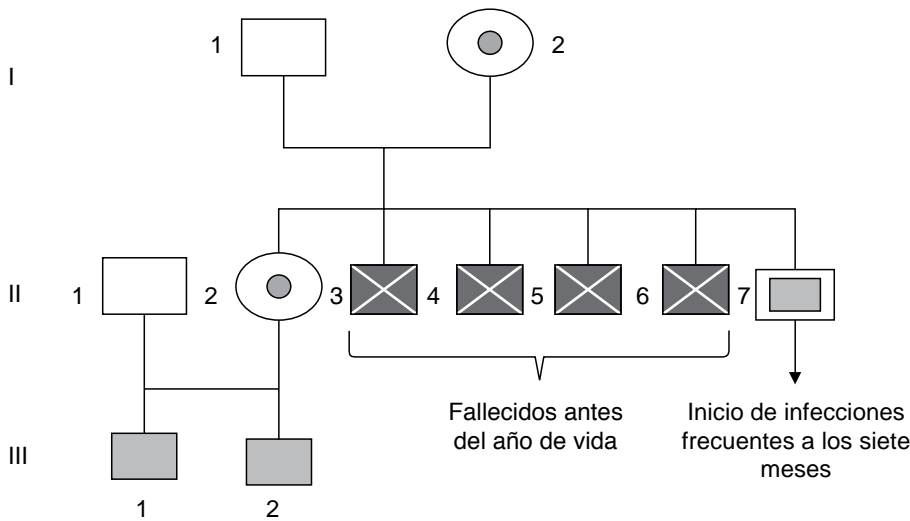 I
1
2
II
1
2
3
4
5
6
7
Fallecidos antes
del año de vida
Inicio de infecciones
frecuentes a los siete
meses
III
1
2